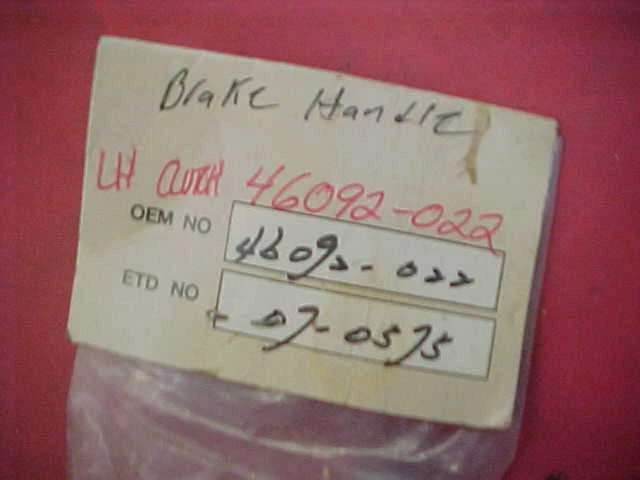 Brake Handle
LH CLUTCH 46092-022
OEM NO 46092-022
ETD NO - 07-0575